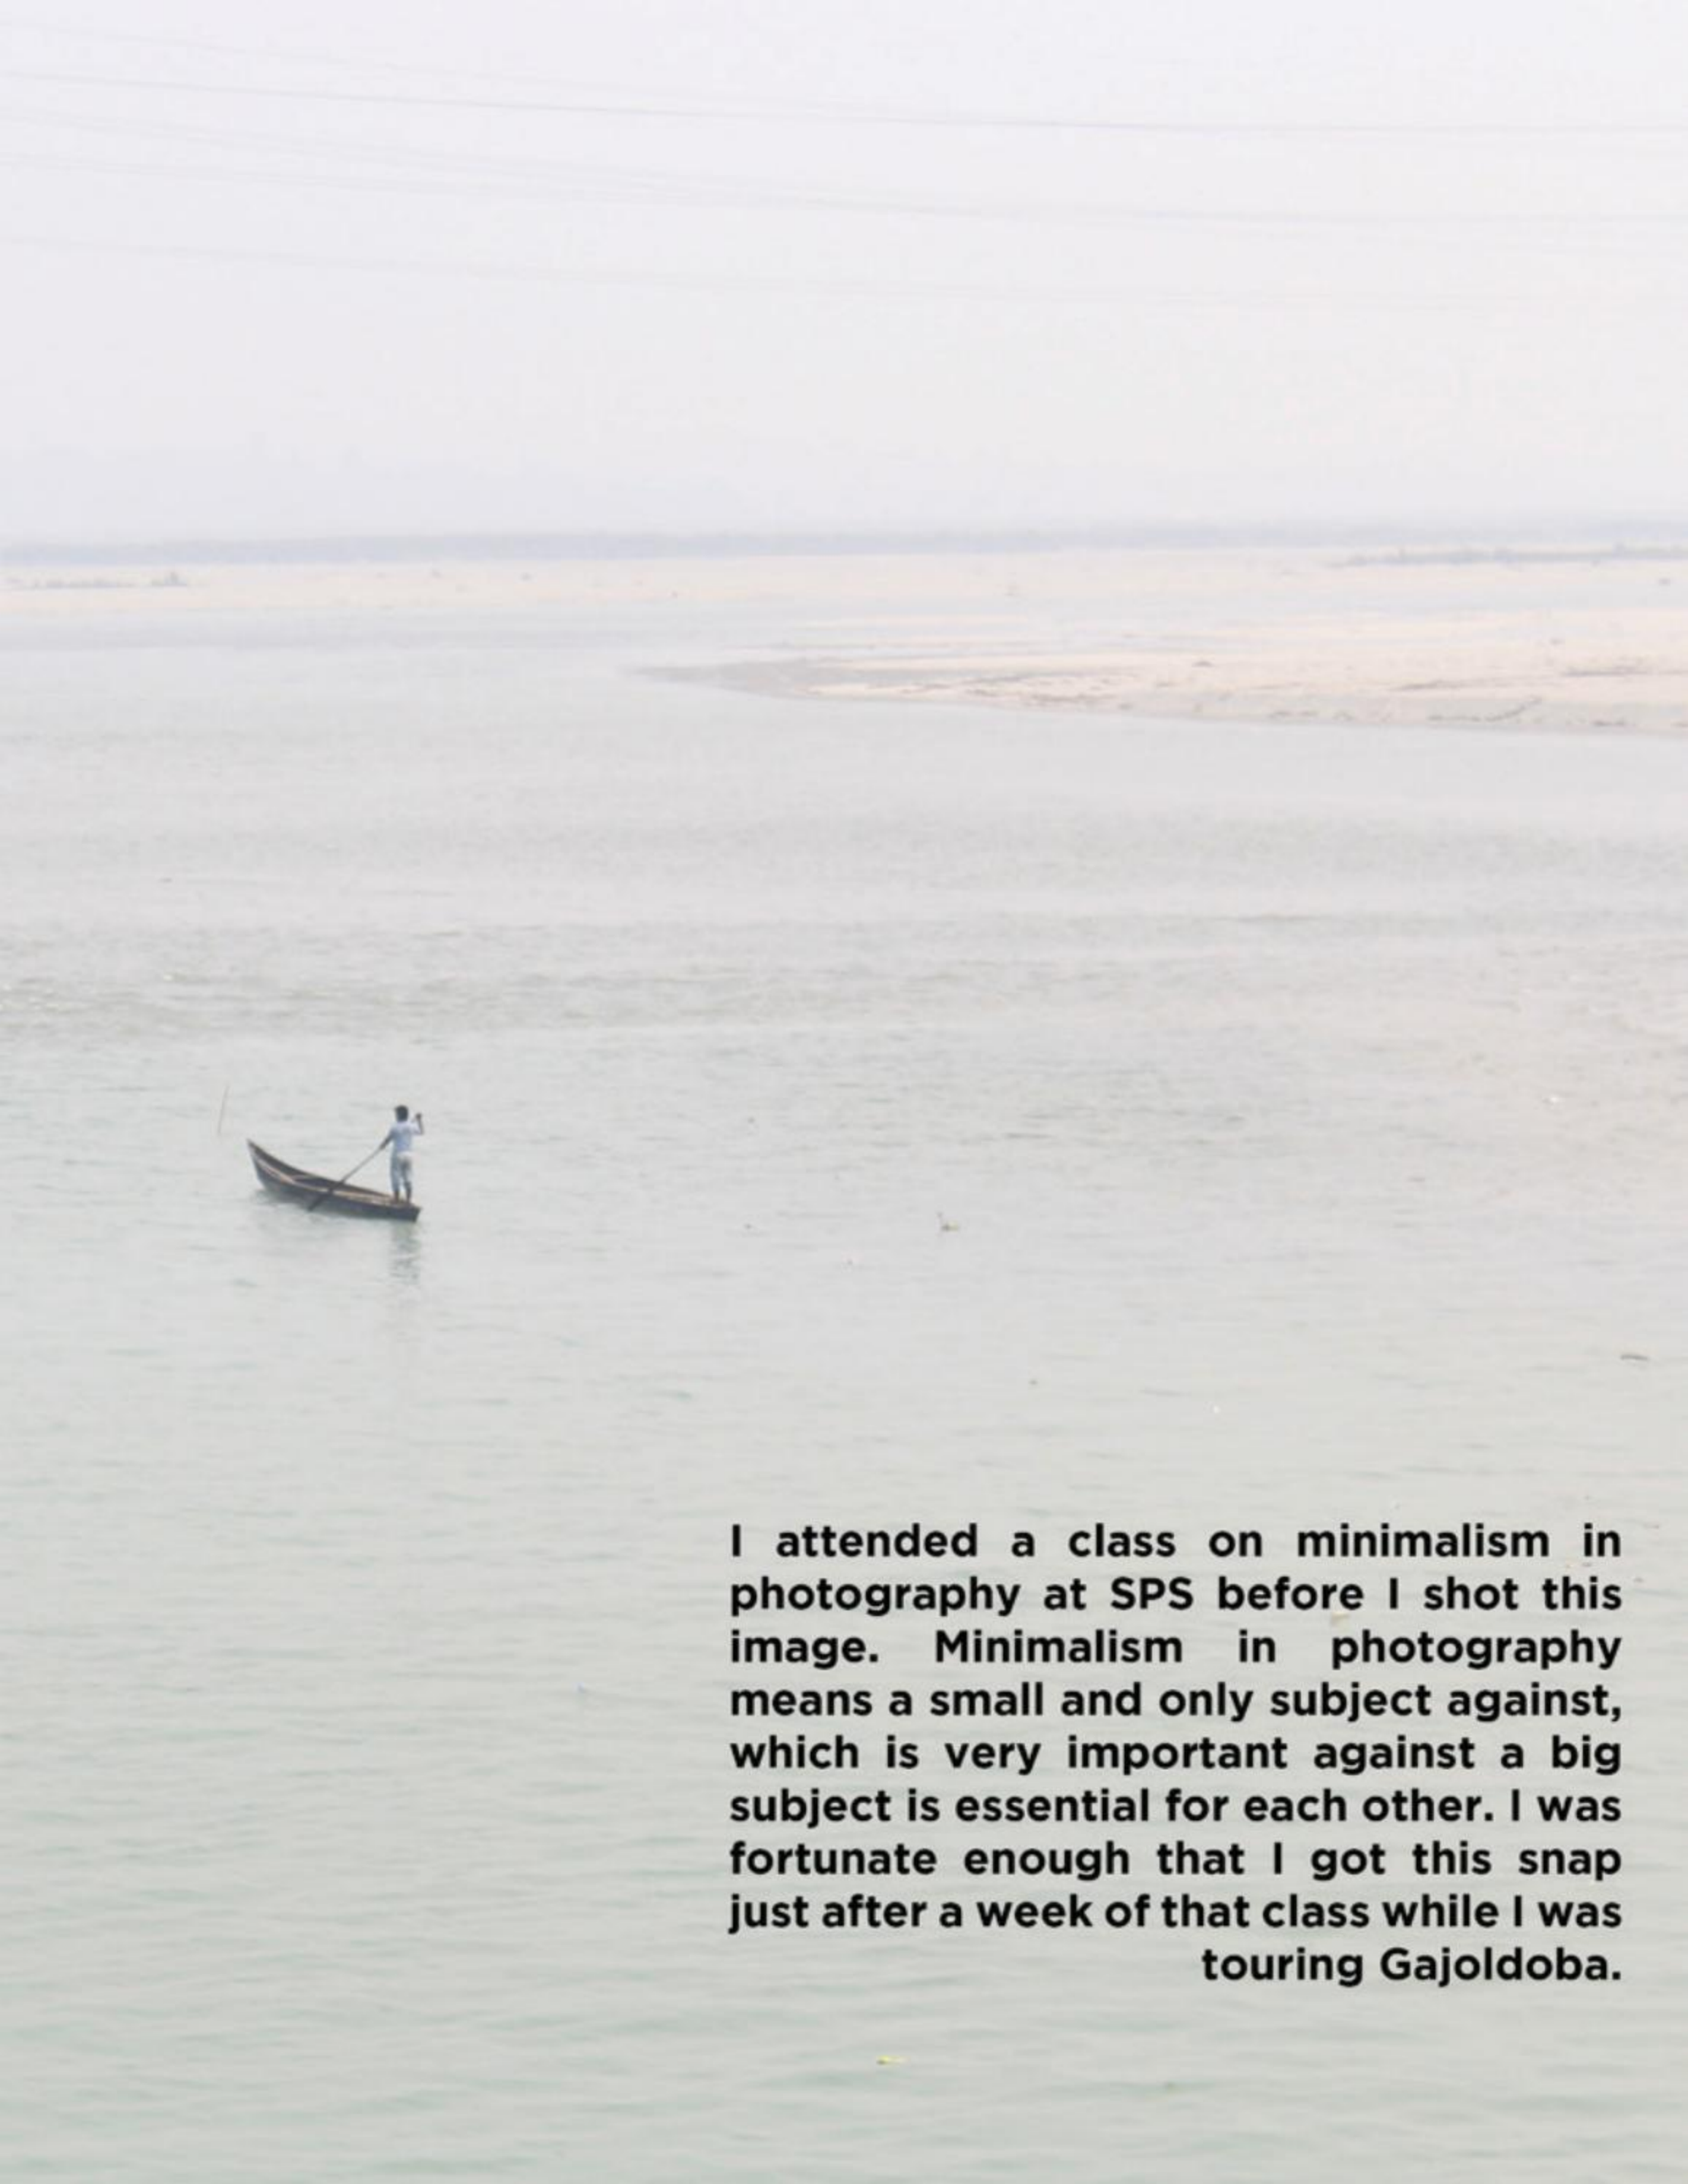 I attended a class on minimalism in
photography at SPS before I shot this
image. Minimalism in photography
means a small and only subject against,
which is very important against a big
subject is essential for each other. I was
fortunate enough that I got this snap
just after a week of that class while I was
touring Gajoldoba.